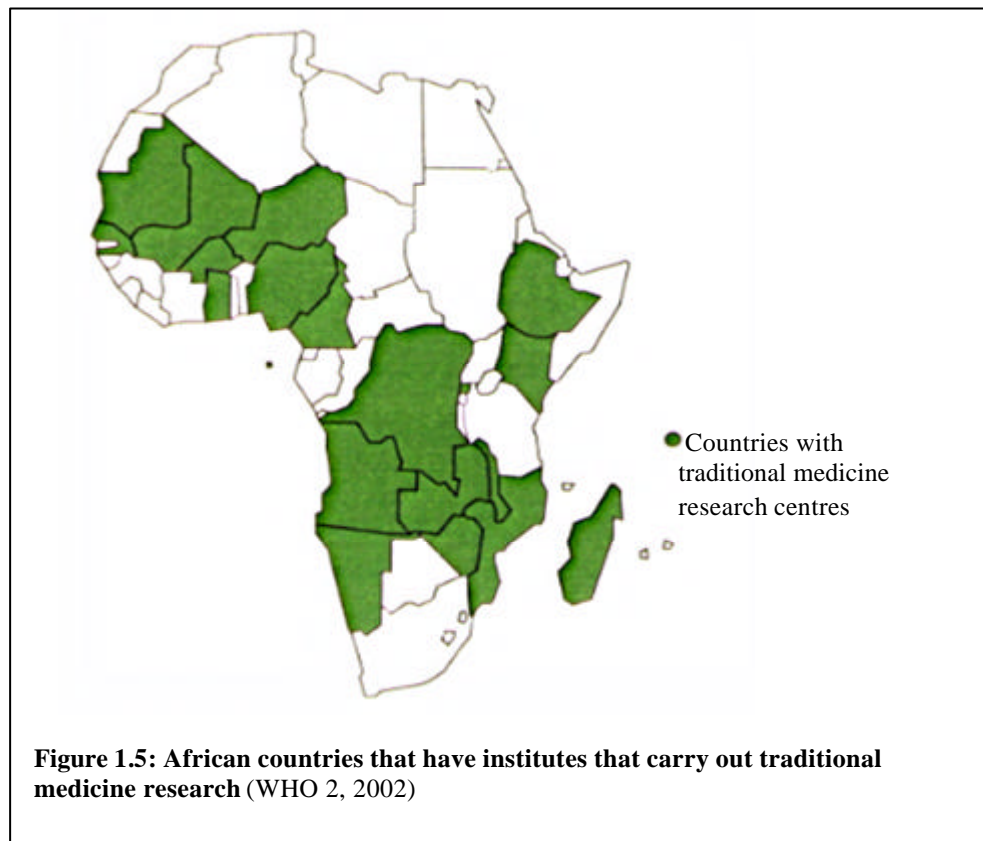 Countries with
traditional medicine
research centres
Figure 1.5: African countries that have institutes that carry out traditional
medicine research (WHO 2, 2002)